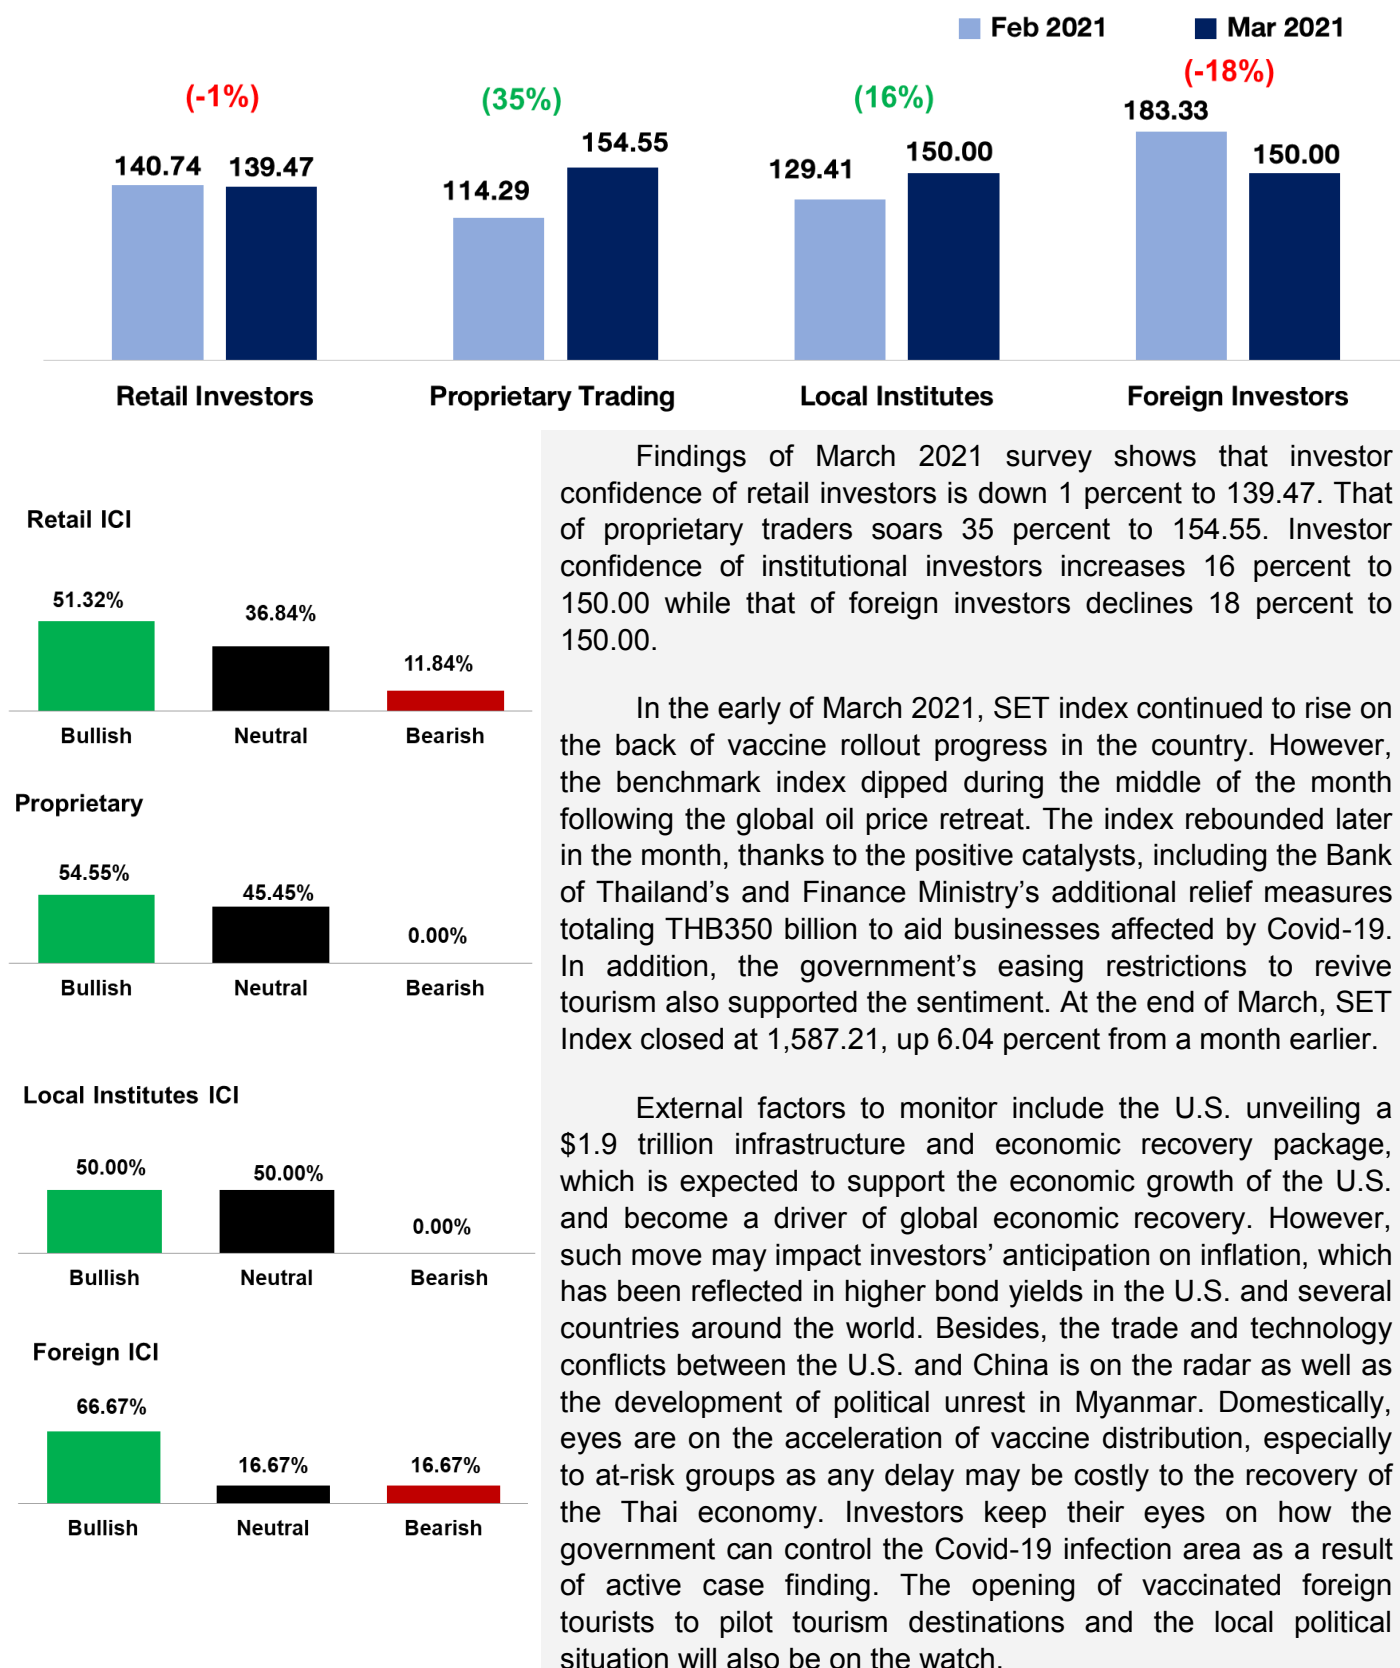 Feb 2021 Mar 2021
(-1%) (35%) (16%) (-18%)
140.74 139.47 114.29 154.55 129.41 150.00 183.33 150.00
Retail Investors Proprietary Trading Local Institutes Foreign Investors
Retail ICI
51.32% 36.84% 11.84%
Bullish Neutral Bearish
Proprietary
54.55% 45.45% 0.00%
Bullish Neutral Bearish
Local Institutes ICI
50.00% 50.00% 0.00%
Bullish Neutral Bearish
Foreign ICI
66.67% 16.67% 16.67%
Bullish Neutral Bearish
Findings of March 2021 survey shows that investor
confidence of retail investors is down 1 percent to 139.47. That
of proprietary traders soars 35 percent to 154.55. Investor
confidence of institutional investors increases 16 percent to
150.00 while that of foreign investors declines 18 percent to
150.00.
In the early of March 2021, SET index continued to rise on
the back of vaccine rollout progress in the country. However,
the benchmark index dipped during the middle of the month
following the global oil price retreat. The index rebounded later
in the month, thanks to the positive catalysts, including the Bank
of Thailand’s and Finance Ministry’s additional relief measures
totaling THB350 billion to aid businesses affected by Covid-19.
In addition, the government’s easing restrictions to revive
tourism also supported the sentiment. At the end of March, SET
Index closed at 1,587.21, up 6.04 percent from a month earlier.
External factors to monitor include the U.S. unveiling a
$1.9 trillion infrastructure and economic recovery package,
which is expected to support the economic growth of the U.S.
and become a driver of global economic recovery. However,
such move may impact investors’ anticipation on inflation, which
has been reflected in higher bond yields in the U.S. and several
countries around the world. Besides, the trade and technology
conflicts between the U.S. and China is on the radar as well as
the development of political unrest in Myanmar. Domestically,
eyes are on the acceleration of vaccine distribution, especially
to at-risk groups as any delay may be costly to the recovery of
the Thai economy. Investors keep their eyes on how the
government can control the Covid-19 infection area as a result
of active case finding. The opening of vaccinated foreign
tourists to pilot tourism destinations and the local political
situation will also be on the watch.